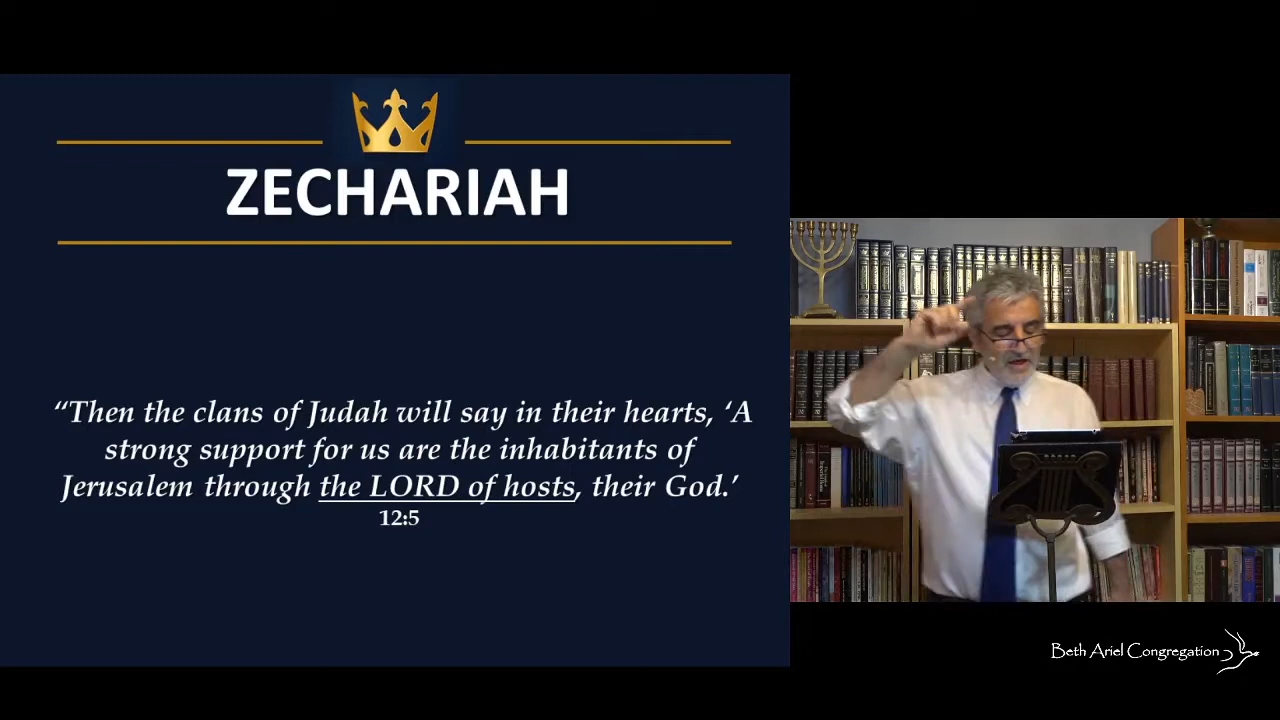 ZECHARIAH
“Then the clans of Judah will say in their hearts, ‘A
strong support for us are the inhabitants of
Jerusalem through the LORD of hosts, their God.’
12:5
Beth Ariel Congregation